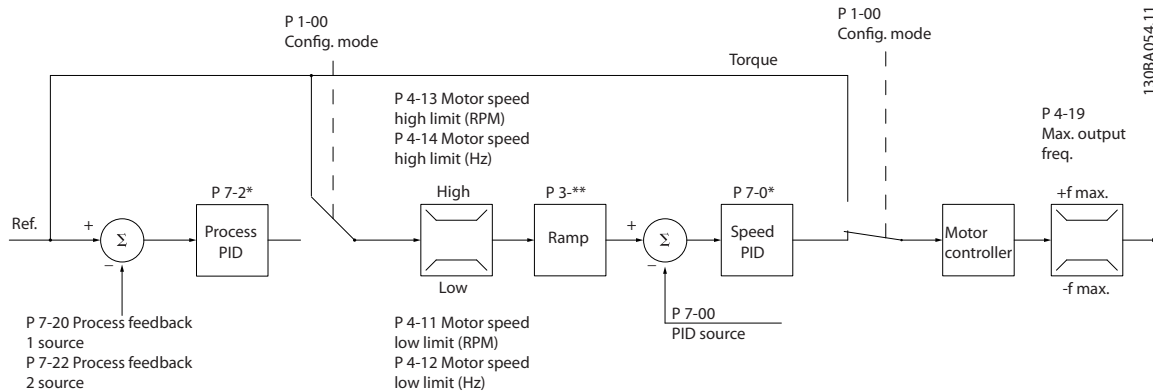 P 1-00
Config. mode
P 1-00
Config. mode
130BA054.11
Torque
P 4-13 Motor speed
high limit (RPM)
P 4-14 Motor speed
high limit (Hz)
P 4-19
Max. output
freq.
P 7-2*
High
P 3-**
P 7-0*
+f max.
Ref.
+
Σ
–
Process
PID
Ramp
+
Σ
–
Speed
PID
Motor
controller
Low
-f max.
P 7-20 Process feedback
1 source
P 7-22 Process feedback
2 source
P 4-11 Motor speed
low limit (RPM)
P 4-12 Motor speed
low limit (Hz)
P 7-00
PID source